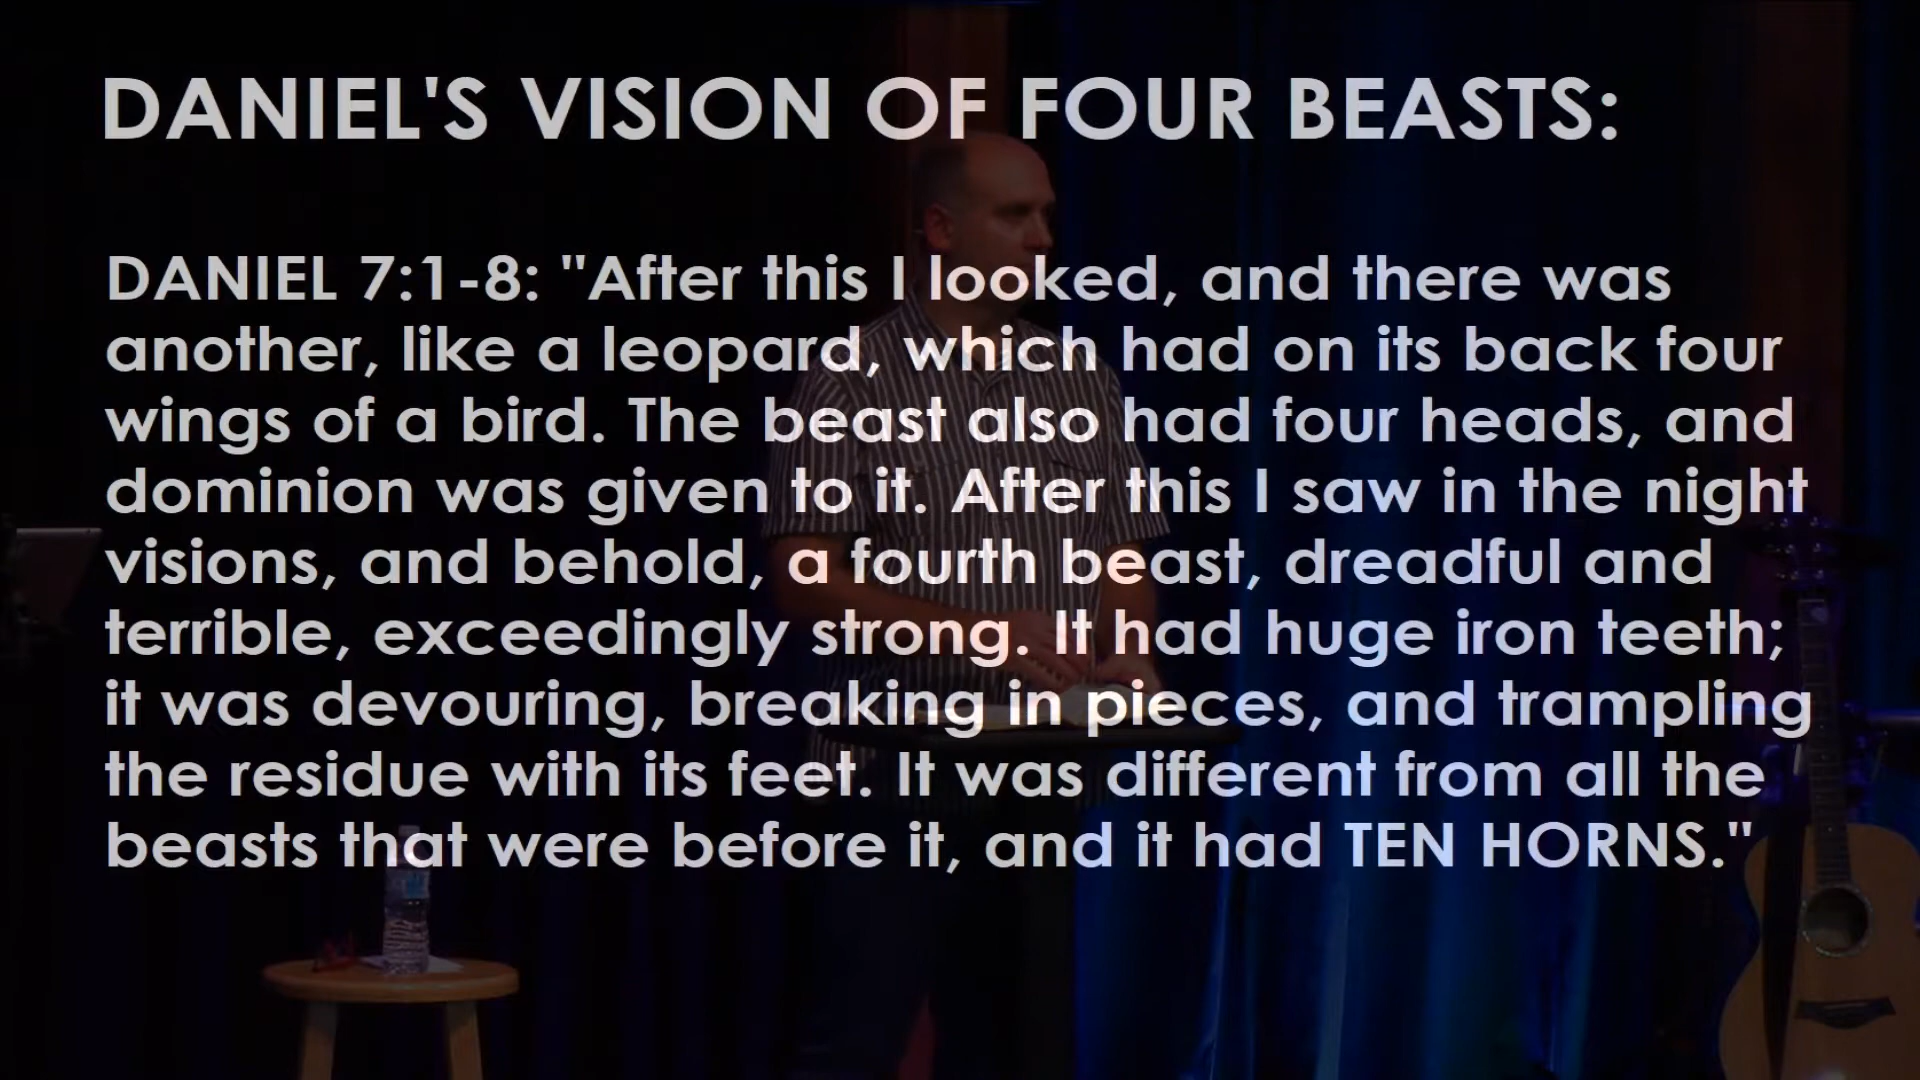 DANIEL'S VISION OF FOUR BEASTS:
DANIEL 7:1-8: "After this I looked, and there was
another, like a leopard, which had on its back four
wings of a bird. The beast also had four heads, and
dominion was given to it. After this I saw in the night
visions, and behold, a fourth beast, dreadful and
terrible, exceedingly strong. It had huge iron teeth;
it was devouring, breaking in pieces, and trampling
the residue with its feet. It was different from all the
beasts that were before it, and it had TEN HORNS."